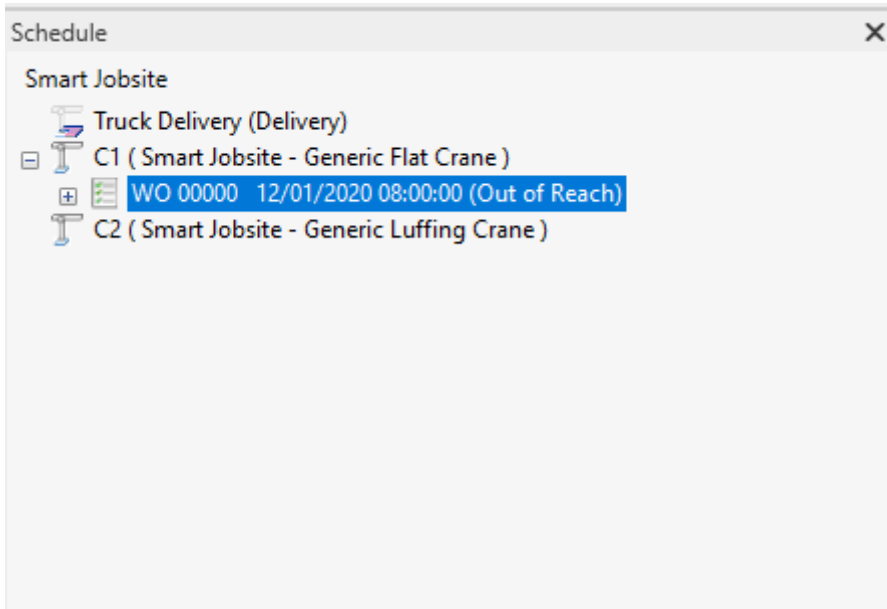 Schedule
Smart Jobsite
Truck Delivery (Delivery)
C1 ( Smart Jobsite - Generic Flat Crane )
WO 00000   12/01/2020 08:00:00 (Out of Reach)
C2 ( Smart Jobsite - Generic Luffing Crane )